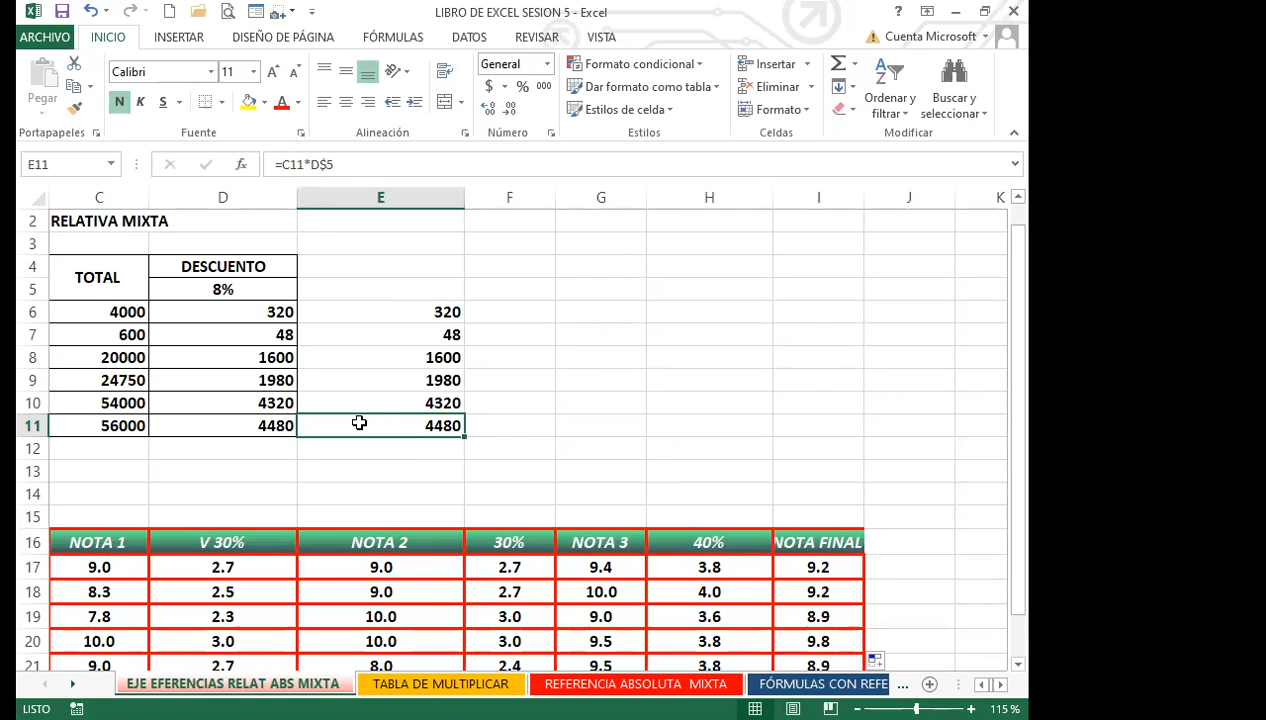 LIBRO DE EXCEL SESION 5 - Excel
ARCHIVO INICIO INSERTAR DISEÑO DE PÁGINA FÓRMULAS DATOS REVISAR VISTA Cuenta Microsoft
Pegar
Calibri 11
N K S
General
$ % 000
Formato condicional
Dar formato como tabla
Estilos de celda
Insertar
Eliminar
Formato
Ordenar y filtrar
Buscar y seleccionar
Portapapeles Fuente Alineación Número Estilos Celdas Modificar
E11 fx =C11*D$5
C D E F G H I J K
2 RELATIVA MIXTA
3
4 TOTAL DESCUENTO
5 8%
6 4000 320 320
7 600 48 48
8 20000 1600 1600
9 24750 1980 1980
10 54000 4320 4320
11 56000 4480 4480
12
13
14
15
16 NOTA 1 V 30% NOTA 2 30% NOTA 3 40% NOTA FINAL
17 9.0 2.7 9.0 2.7 9.4 3.8 9.2
18 8.3 2.5 9.0 2.7 10.0 4.0 9.2
19 7.8 2.3 10.0 3.0 9.0 3.6 8.9
20 10.0 3.0 10.0 3.0 9.5 3.8 9.8
21 9.0 2.7 8.0 2.4 9.5 3.8 8.9
EJE EFERENCIAS RELAT ABS MIXTA TABLA DE MULTIPLICAR REFERENCIA ABSOLUTA MIXTA FÓRMULAS CON REFE ...
LISTO 115 %